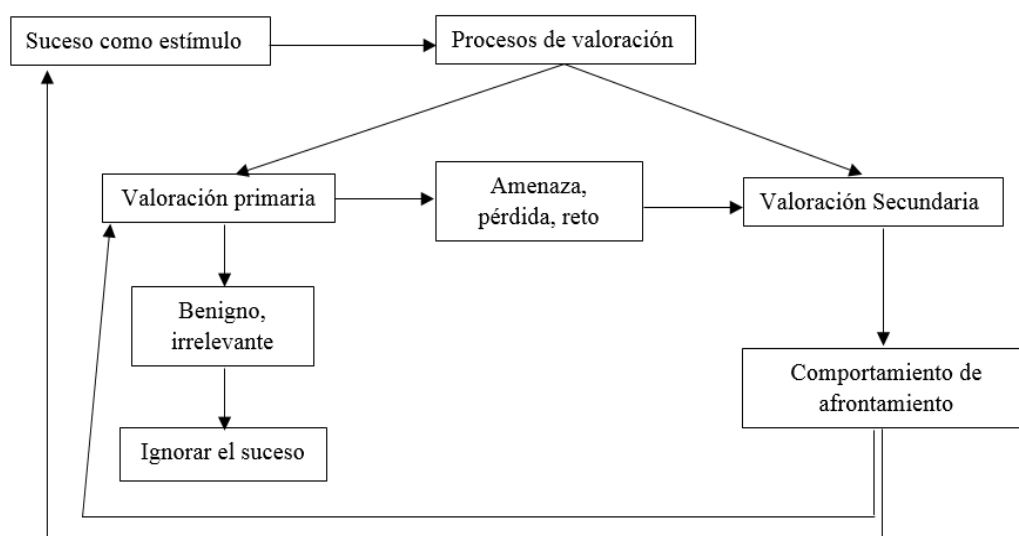 Suceso como estímulo
Procesos de valoración
Valoración primaria
Amenaza,
pérdida, reto
Valoración Secundaria
Benigno,
irrelevante
Comportamiento de
afrontamiento
Ignorar el suceso